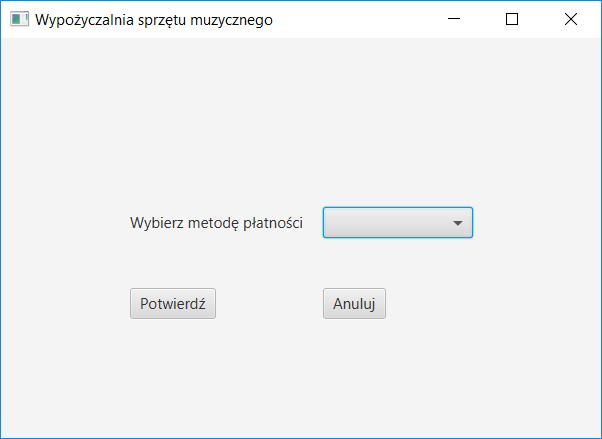 Wypożyczalnia sprzętu muzycznego
Wybierz metodę płatności
Potwierdź
Anuluj